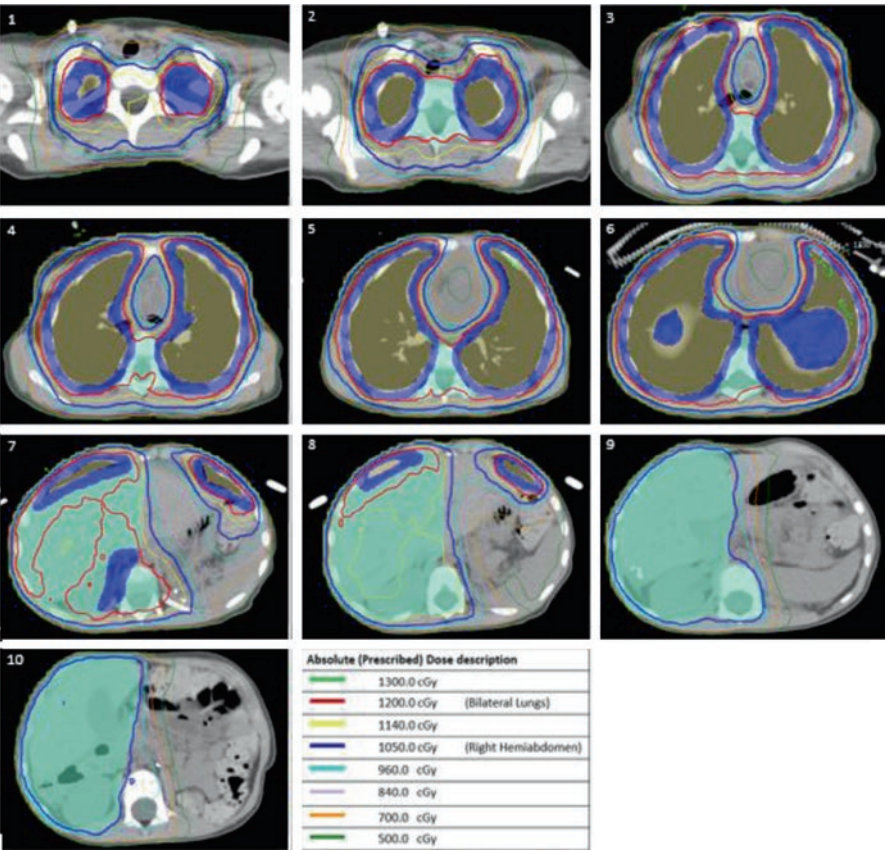 1
2
3
4
5
6
7
8
9
10
Absolute (Prescribed) Dose description
1300.0 cGy
1200.0 cGy (Bilateral Lungs)
1140.0 cGy
1050.0 cGy (Right Hemiabdomen)
960.0 cGy
840.0 cGy
700.0 cGy
500.0 cGy